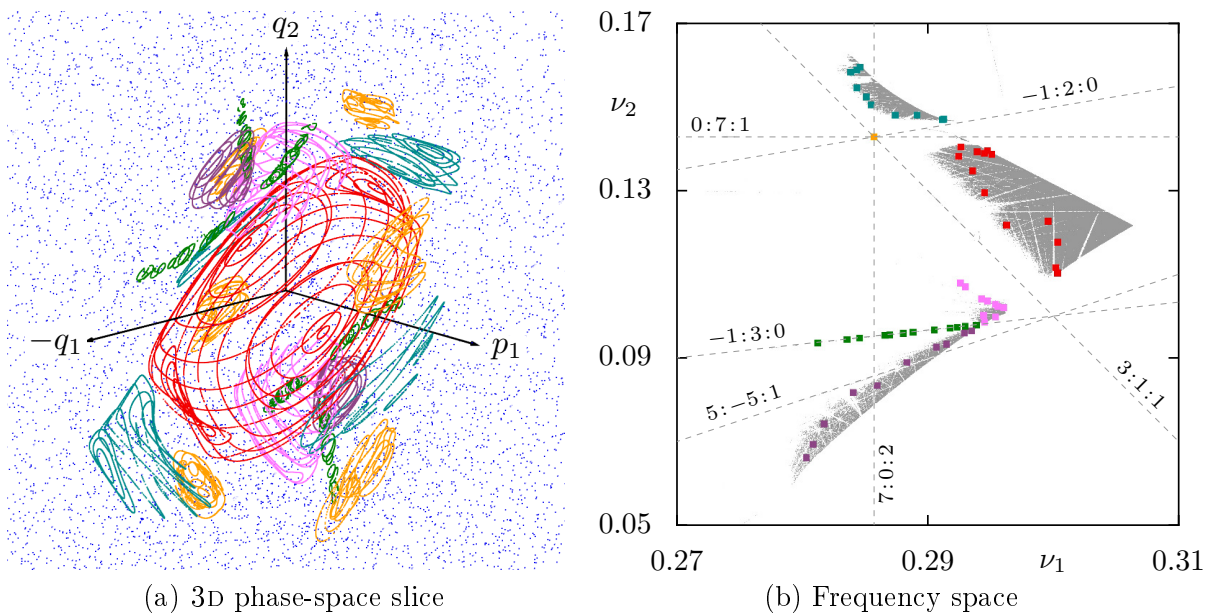 q2
−q1
p1
(a) 3D phase-space slice
0.17
ν2
−1:2:0
0:7:1
0.13
−1:3:0
0.09
5:−5:1
3:1:1
7:0:2
0.05
0.27
0.29
ν1
0.31
(b) Frequency space